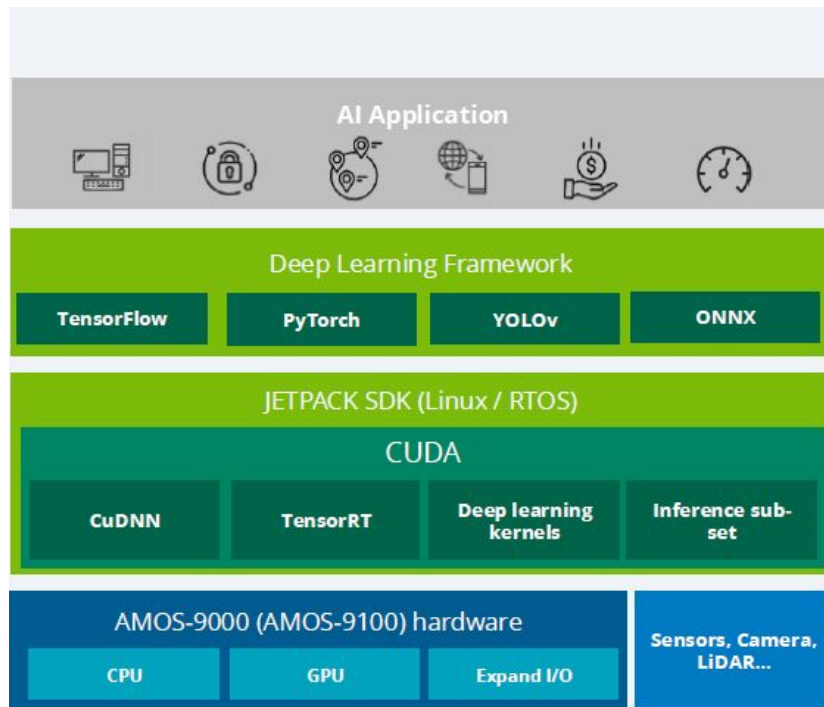 AI Application
Deep Learning Framework
TensorFlow
PyTorch
YOLOv
ONNX
JETPACK SDK (Linux / RTOS)
CUDA
CuDNN
TensorRT
Deep learning
kernels
Inference sub-
set
AMOS-9000 (AMOS-9100) hardware
CPU
GPU
Expand I/O
Sensors, Camera,
LiDAR...